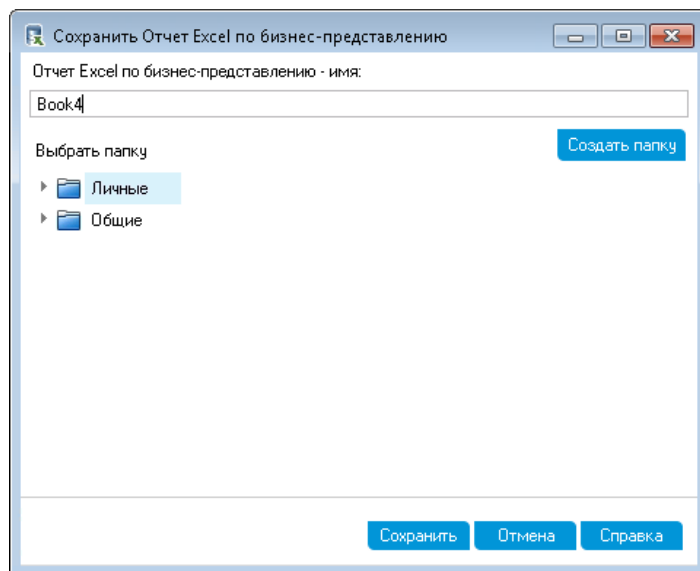 Сохранить Отчет Excel по бизнес-представлению
Отчет Excel по бизнес-представлению - имя:
Book4
Создать папку
Выбрать папку
Личные
Общие
Сохранить Отмена Справка